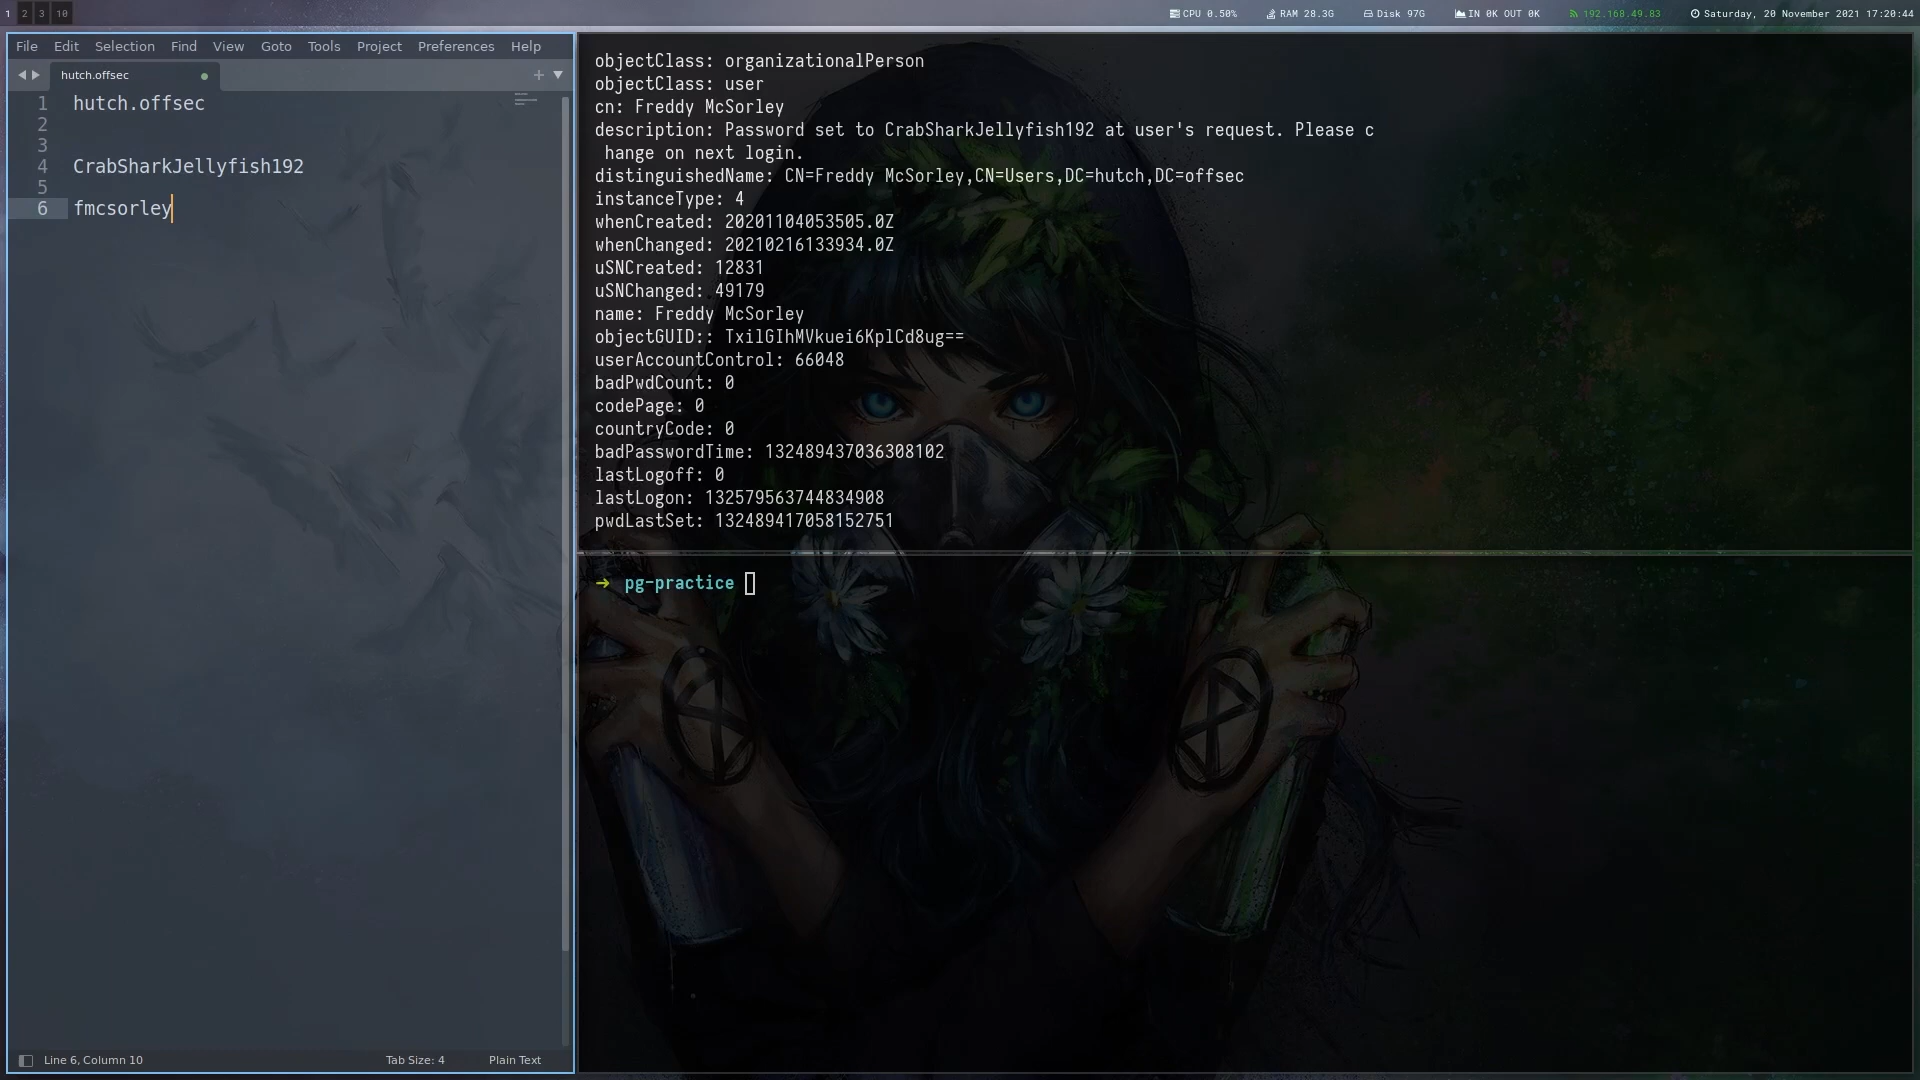 1 2 3 10 CPU 0.50% RAM 28.3G Disk 97G IN 0K OUT 0K 192.168.49.83 Saturday, 20 November 2021 17:20:44
File Edit Selection Find View Goto Tools Project Preferences Help
hutch.offsec
1 hutch.offsec
2
3
4 CrabSharkJellyfish192
5
6 fmcsorley
Line 6, Column 10 Tab Size: 4 Plain Text
objectClass: organizationalPerson
objectClass: user
cn: Freddy McSorley
description: Password set to CrabSharkJellyfish192 at user's request. Please c
 hange on next login.
distinguishedName: CN=Freddy McSorley,CN=Users,DC=hutch,DC=offsec
instanceType: 4
whenCreated: 20201104053505.0Z
whenChanged: 20210216133934.0Z
uSNCreated: 12831
uSNChanged: 49179
name: Freddy McSorley
objectGUID:: TxilGIhMVkuei6KplCd8ug==
userAccountControl: 66048
badPwdCount: 0
codePage: 0
countryCode: 0
badPasswordTime: 132489437036308102
lastLogoff: 0
lastLogon: 132579563744834908
pwdLastSet: 132489417058152751
→ pg-practice